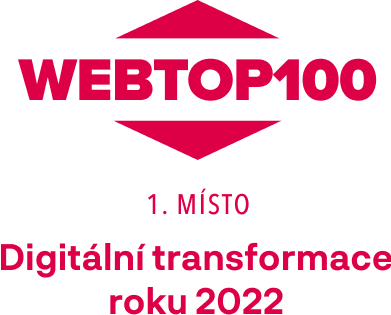 WEBTOP100
1. MÍSTO
Digitální transformace
roku 2022